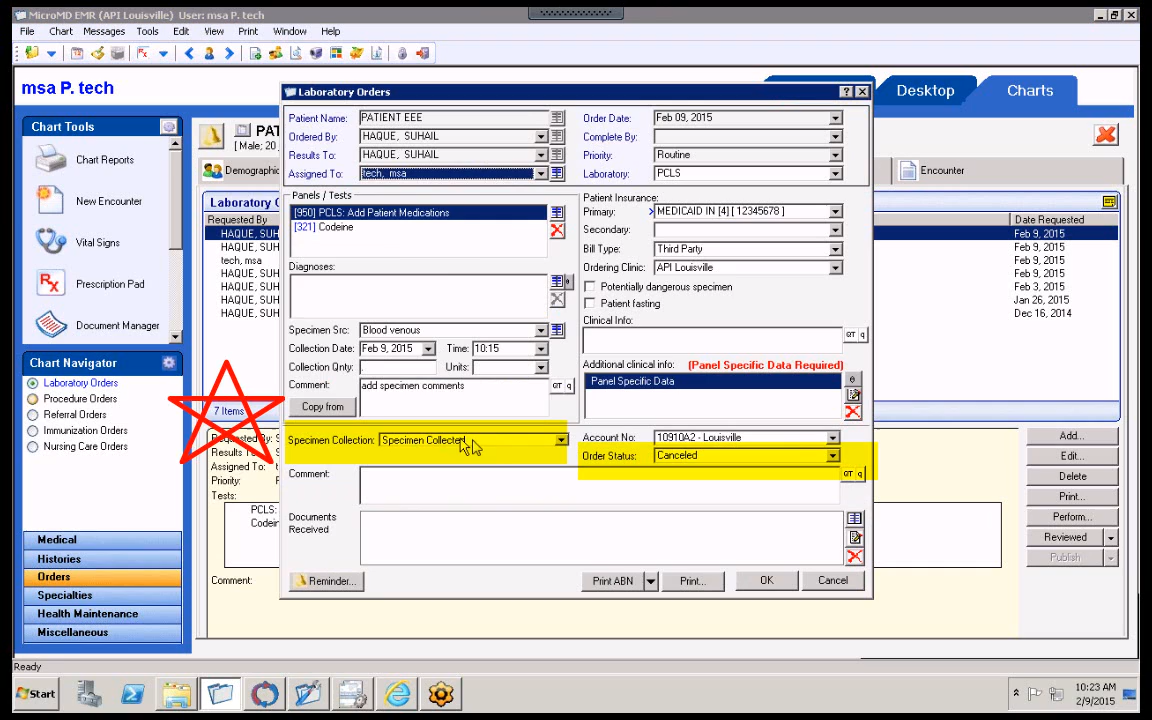 MicroMD EMR (API Louisville) User: msa P. tech
File Chart Messages Tools Edit View Print Window Help
msa P. tech
Desktop
Charts
Chart Tools
Chart Reports
New Encounter
Vital Signs
Prescription Pad
Document Manager
Chart Navigator
Laboratory Orders
Procedure Orders
Referral Orders
Immunization Orders
Nursing Care Orders
Medical
Histories
Orders
Specialties
Health Maintenance
Miscellaneous
[ Male; 20
Demographic
Encounter
Requested By
Date Requested
HAQUE, SUH
Feb 9, 2015
HAQUE, SUH
Feb 9, 2015
tech, msa
Feb 9, 2015
HAQUE, SUH
Feb 9, 2015
HAQUE, SUH
Feb 3, 2015
HAQUE, SUH
Jan 26, 2015
HAQUE, SUH
Dec 16, 2014
7 Items
Requested By: S
Results To:
Assigned To: t
Priority:
Tests:
PCLS:
Codein
Comment:
Add...
Edit...
Delete
Print...
Perform...
Reviewed
Publish
Laboratory Orders
Patient Name: PATIENT EEE
Ordered By: HAQUE, SUHAIL
Results To: HAQUE, SUHAIL
Assigned To: tech, msa
Order Date: Feb 09, 2015
Complete By:
Priority: Routine
Laboratory: PCLS
Panels / Tests
[950] PCLS: Add Patient Medications
[321] Codeine
Diagnoses:
Specimen Src: Blood venous
Collection Date: Feb 9, 2015 Time: 10:15
Collection Qnty: Units:
Comment: add specimen comments
Copy from
Patient Insurance:
Primary: MEDICAID IN [4] [ 12345678 ]
Secondary:
Bill Type: Third Party
Ordering Clinic: API Louisville
Potentially dangerous specimen
Patient fasting
Clinical Info:
Additional clinical info: (Panel Specific Data Required)
Panel Specific Data
Specimen Collection: Specimen Collected
Account No: 10910A2 - Louisville
Order Status: Canceled
Comment:
Documents
Received
Reminder...
Print ABN
Print...
OK
Cancel
Ready
Start
10:23 AM
2/9/2015